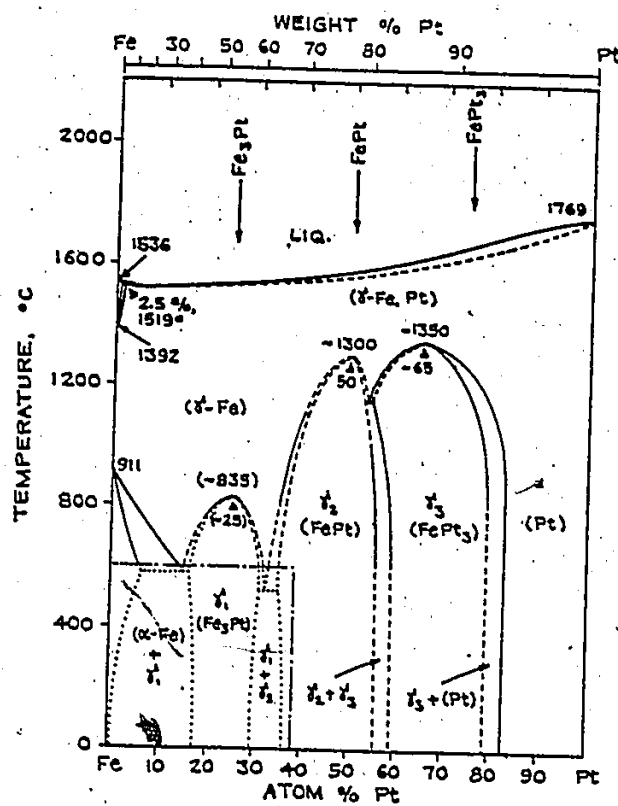 WEIGHT % Pt
Fe 30 50 60 70 80 90 Pt
2000
1600
1200
800
400
0
TEMPERATURE, °C
Fe₃Pt
FePt
FePt₃
1769
LIQ.
1536
2.5 %,
1519°
1392
(γ-Fe, Pt)
~1300
50
~1350
~65
(γ-Fe)
911
(~835)
(~25)
γ₂
(FePt)
γ₃
(FePt₃)
(Pt)
γ₁
(Fe₃Pt)
(α-Fe)
+
γ₁
γ₁
+
γ₂
γ₂ + γ₃
γ₃ + (Pt)
Fe 10 20 30 40 50 60 70 80 90 Pt
ATOM % Pt